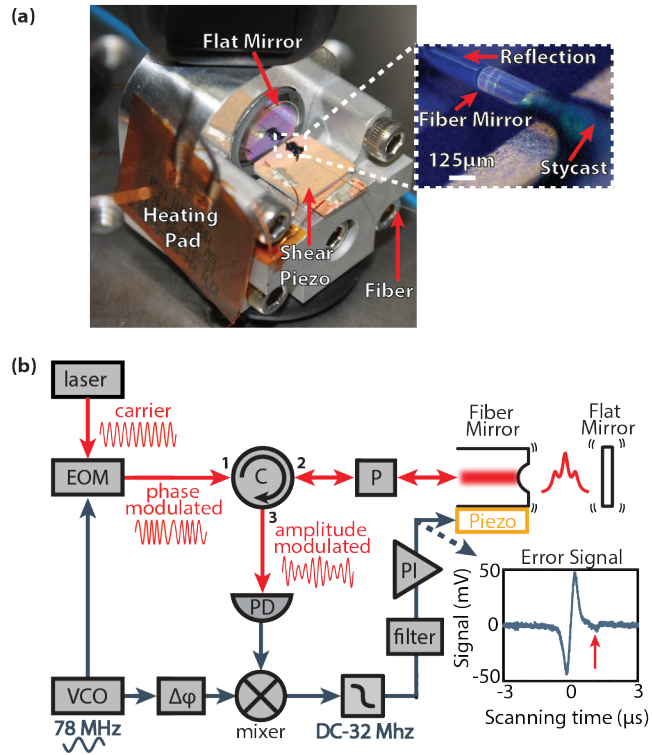 (a)
Flat Mirror
Reflection
Fiber Mirror
125μm
Stycast
Heating
Pad
Shear
Piezo
Fiber
(b)
laser
carrier
EOM
phase
modulated
1
C
2
3
P
Fiber
Mirror
Flat
Mirror
Piezo
amplitude
modulated
PD
PI
filter
Error Signal
Signal (mV)
50
0
-50
-3
0
3
Scanning time (μs)
VCO
Δφ
mixer
78 MHz
DC-32 Mhz